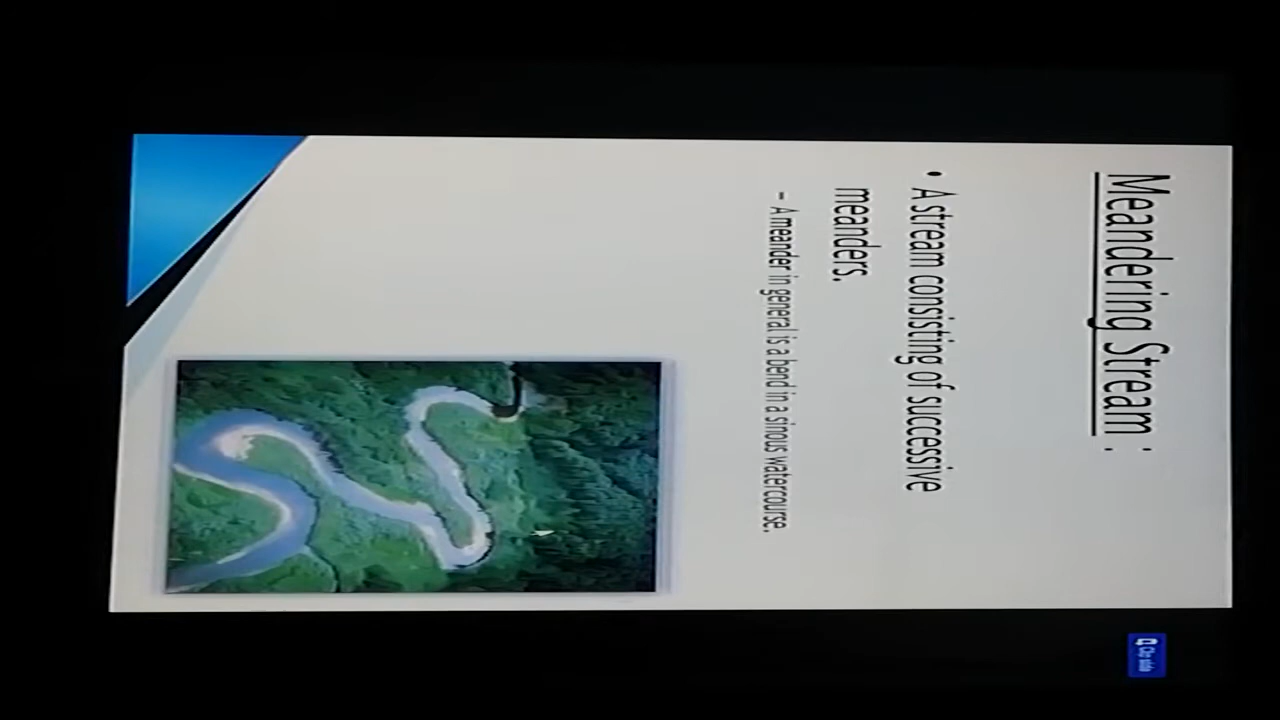 Meandering Stream :
• A stream consisting of successive
meanders.
– A meander in general is a bend in a sinous watercourse.